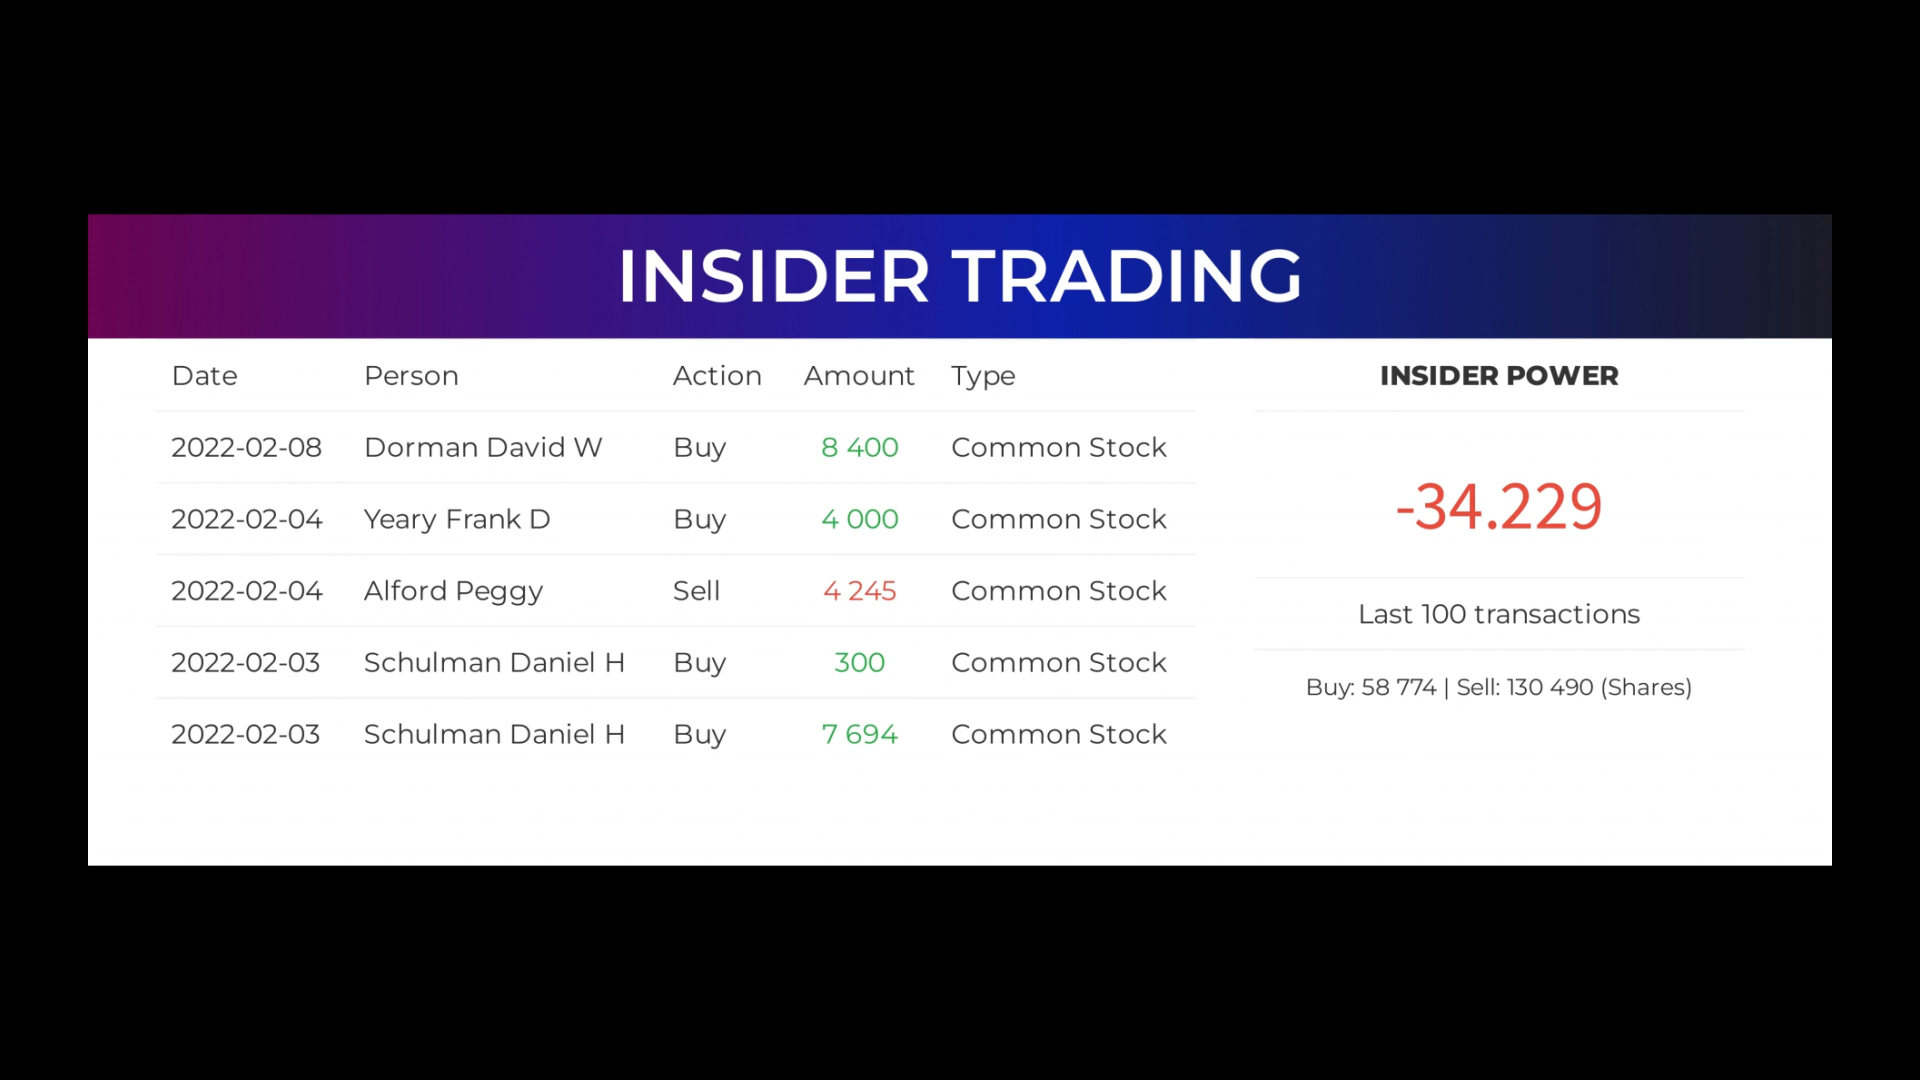 INSIDER TRADING
Date Person Action Amount Type
2022-02-08 Dorman David W Buy 8 400 Common Stock
2022-02-04 Yeary Frank D Buy 4 000 Common Stock
2022-02-04 Alford Peggy Sell 4 245 Common Stock
2022-02-03 Schulman Daniel H Buy 300 Common Stock
2022-02-03 Schulman Daniel H Buy 7 694 Common Stock
INSIDER POWER
-34.229
Last 100 transactions
Buy: 58 774 | Sell: 130 490 (Shares)